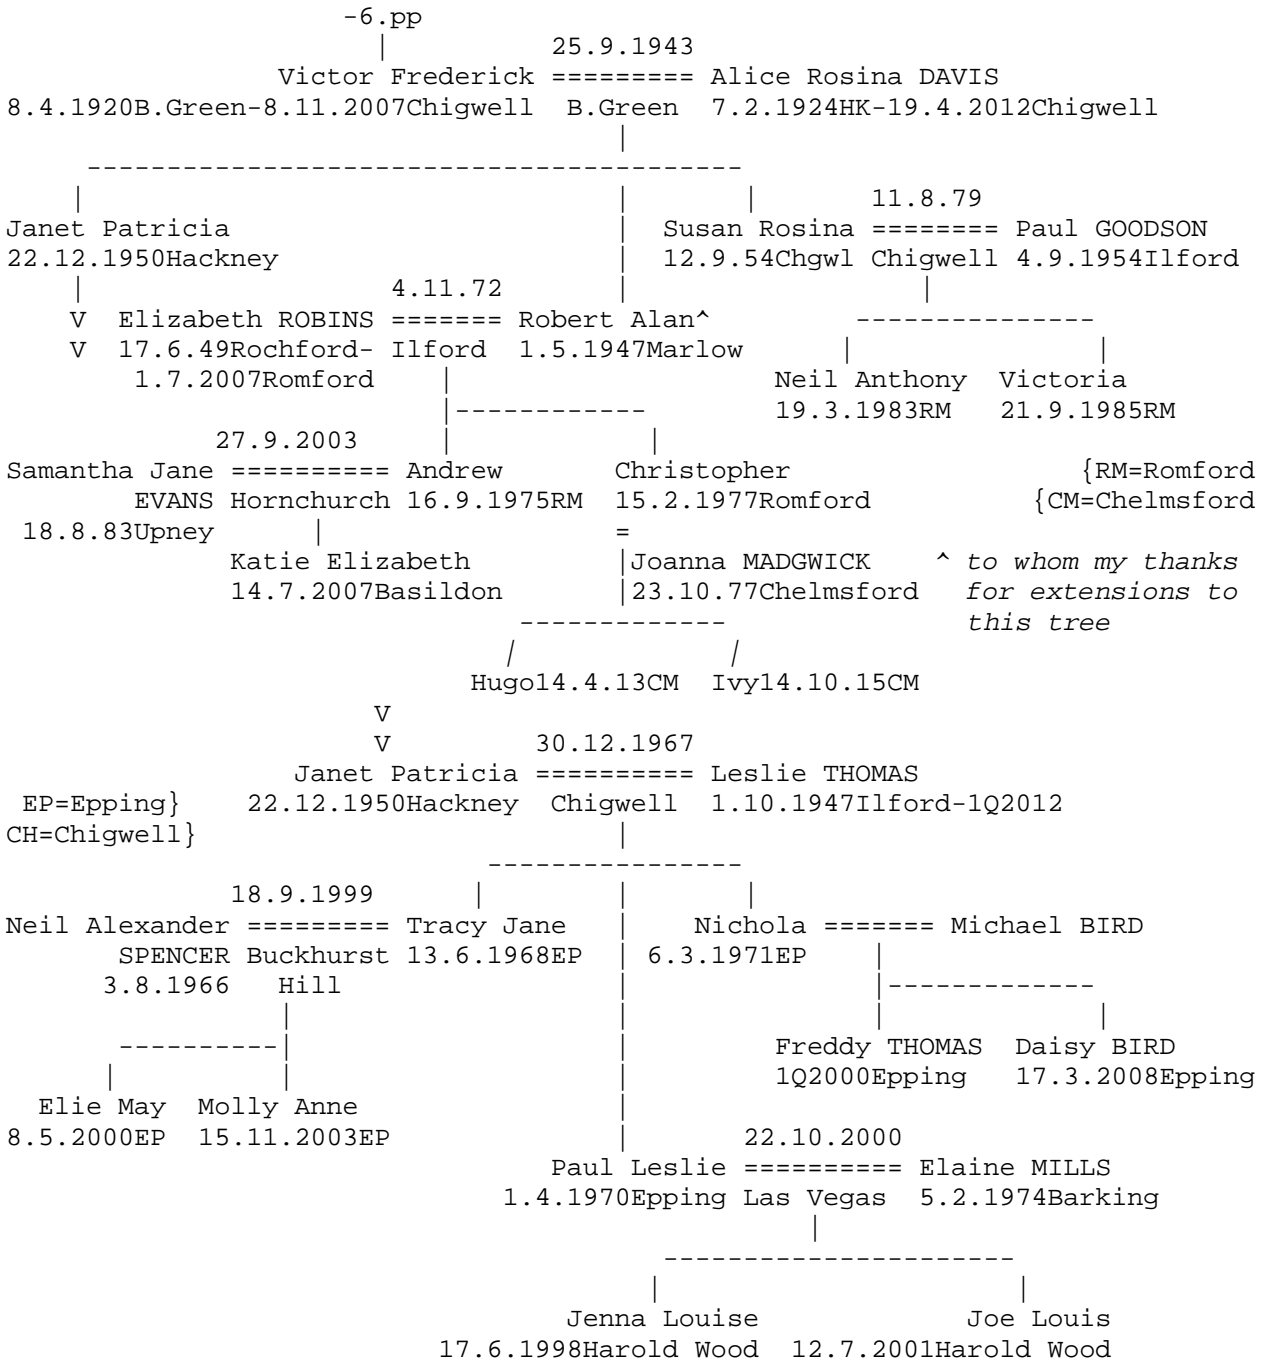 -6.pp
| 25.9.1943
Victor Frederick ========= Alice Rosina DAVIS
8.4.1920B.Green-8.11.2007Chigwell B.Green 7.2.1924HK-19.4.2012Chigwell
|
-----------------------------------------
| | | 11.8.79
Janet Patricia | Susan Rosina ======== Paul GOODSON
22.12.1950Hackney | 12.9.54Chgwl Chigwell 4.9.1954Ilford
| 4.11.72 | |
V Elizabeth ROBINS ======= Robert Alan^ ---------------
V 17.6.49Rochford- Ilford 1.5.1947Marlow | |
1.7.2007Romford | Neil Anthony Victoria
|------------ 19.3.1983RM 21.9.1985RM
27.9.2003 | |
Samantha Jane ========== Andrew Christopher {RM=Romford
EVANS Hornchurch 16.9.1975RM 15.2.1977Romford {CM=Chelmsford
18.8.83Upney | =
Katie Elizabeth |Joanna MADGWICK ^ to whom my thanks
14.7.2007Basildon |23.10.77Chelmsford for extensions to
------------- this tree
/ /
Hugo14.4.13CM Ivy14.10.15CM
V
V 30.12.1967
Janet Patricia ========== Leslie THOMAS
EP=Epping} 22.12.1950Hackney Chigwell 1.10.1947Ilford-1Q2012
CH=Chigwell} |
----------------
18.9.1999 | | |
Neil Alexander ========= Tracy Jane | Nichola ======= Michael BIRD
SPENCER Buckhurst 13.6.1968EP | 6.3.1971EP |
3.8.1966 Hill | |-------------
| | | |
----------| | Freddy THOMAS Daisy BIRD
| | | 1Q2000Epping 17.3.2008Epping
Elie May Molly Anne |
8.5.2000EP 15.11.2003EP | 22.10.2000
Paul Leslie ========== Elaine MILLS
1.4.1970Epping Las Vegas 5.2.1974Barking
|
----------------------
| |
Jenna Louise Joe Louis
17.6.1998Harold Wood 12.7.2001Harold Wood